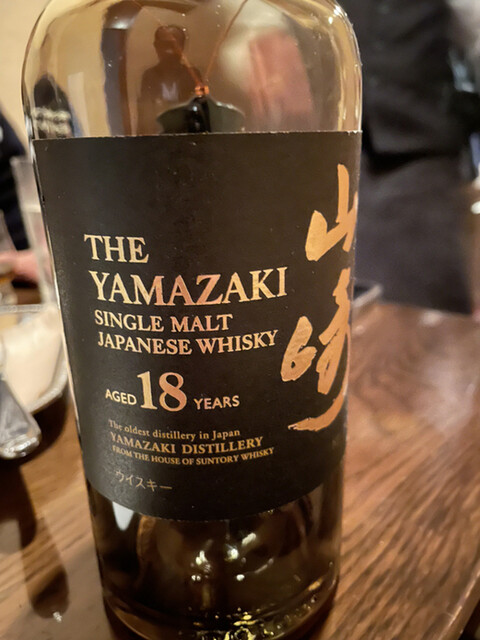 THE
YAMAZAKI
SINGLE MALT
JAPANESE WHISKY
AGED 18 YEARS
The oldest distillery in Japan
YAMAZAKI DISTILLERY
FROM THE HOUSE OF SUNTORY WHISKY
ウイスキー
山崎